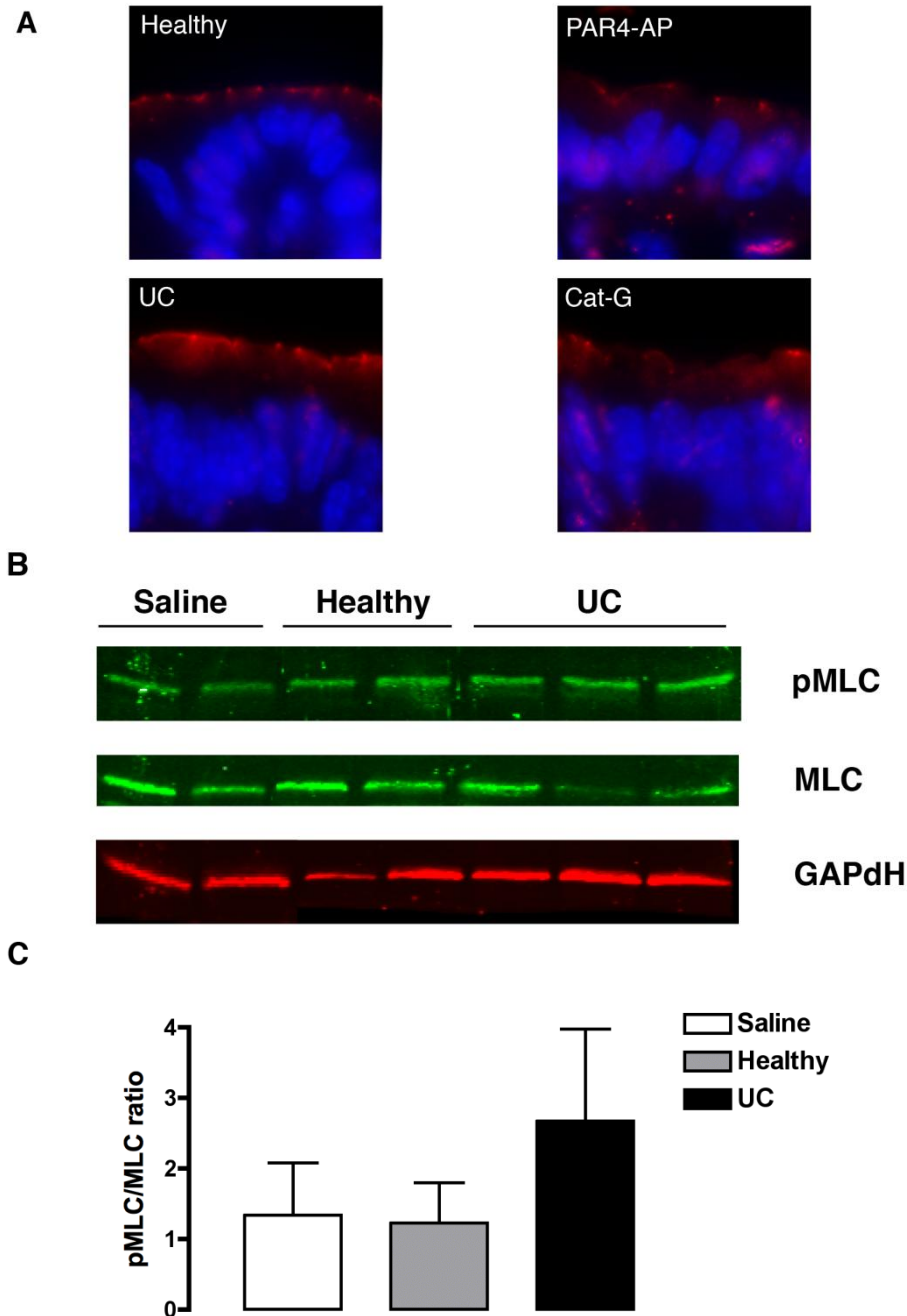 A
Healthy
PAR4-AP
UC
Cat-G
B
Saline Healthy UC
pMLC
MLC
GAPdH
C
pMLC/MLC ratio
4
3
2
1
0
Saline
Healthy
UC